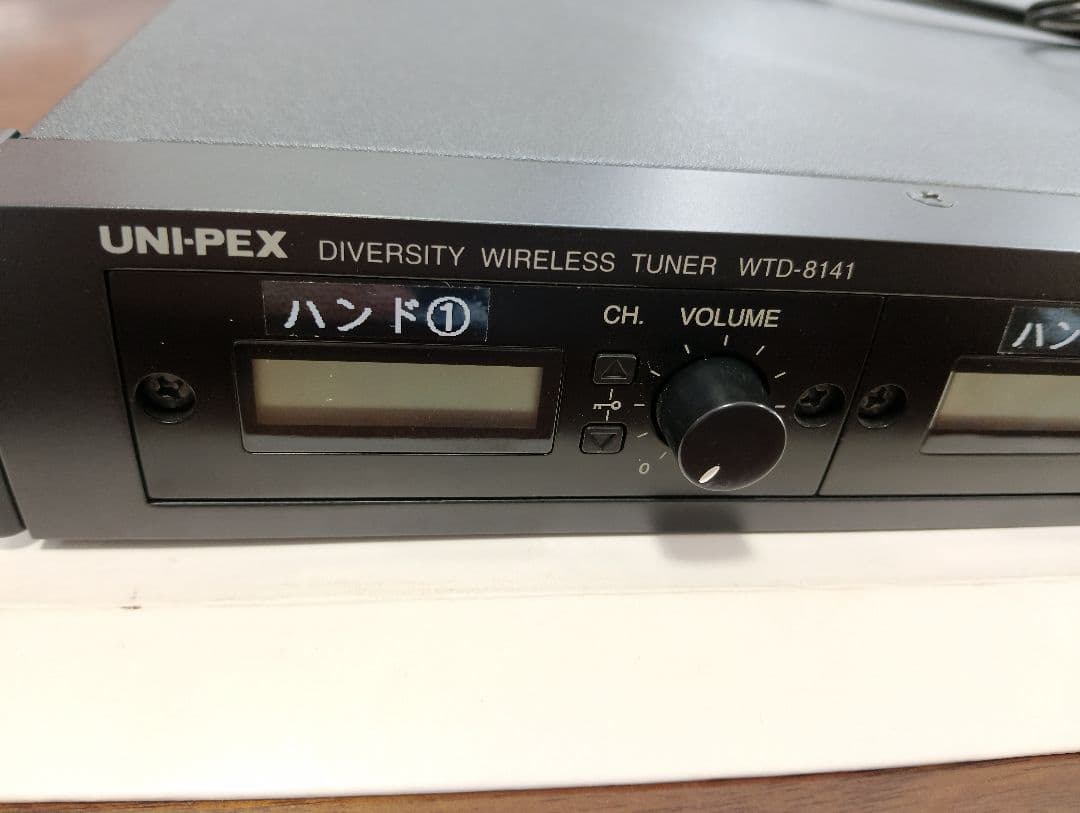 UNI-PEX DIVERSITY WIRELESS TUNER WTD-8141
ハンド①
CH. VOLUME
0